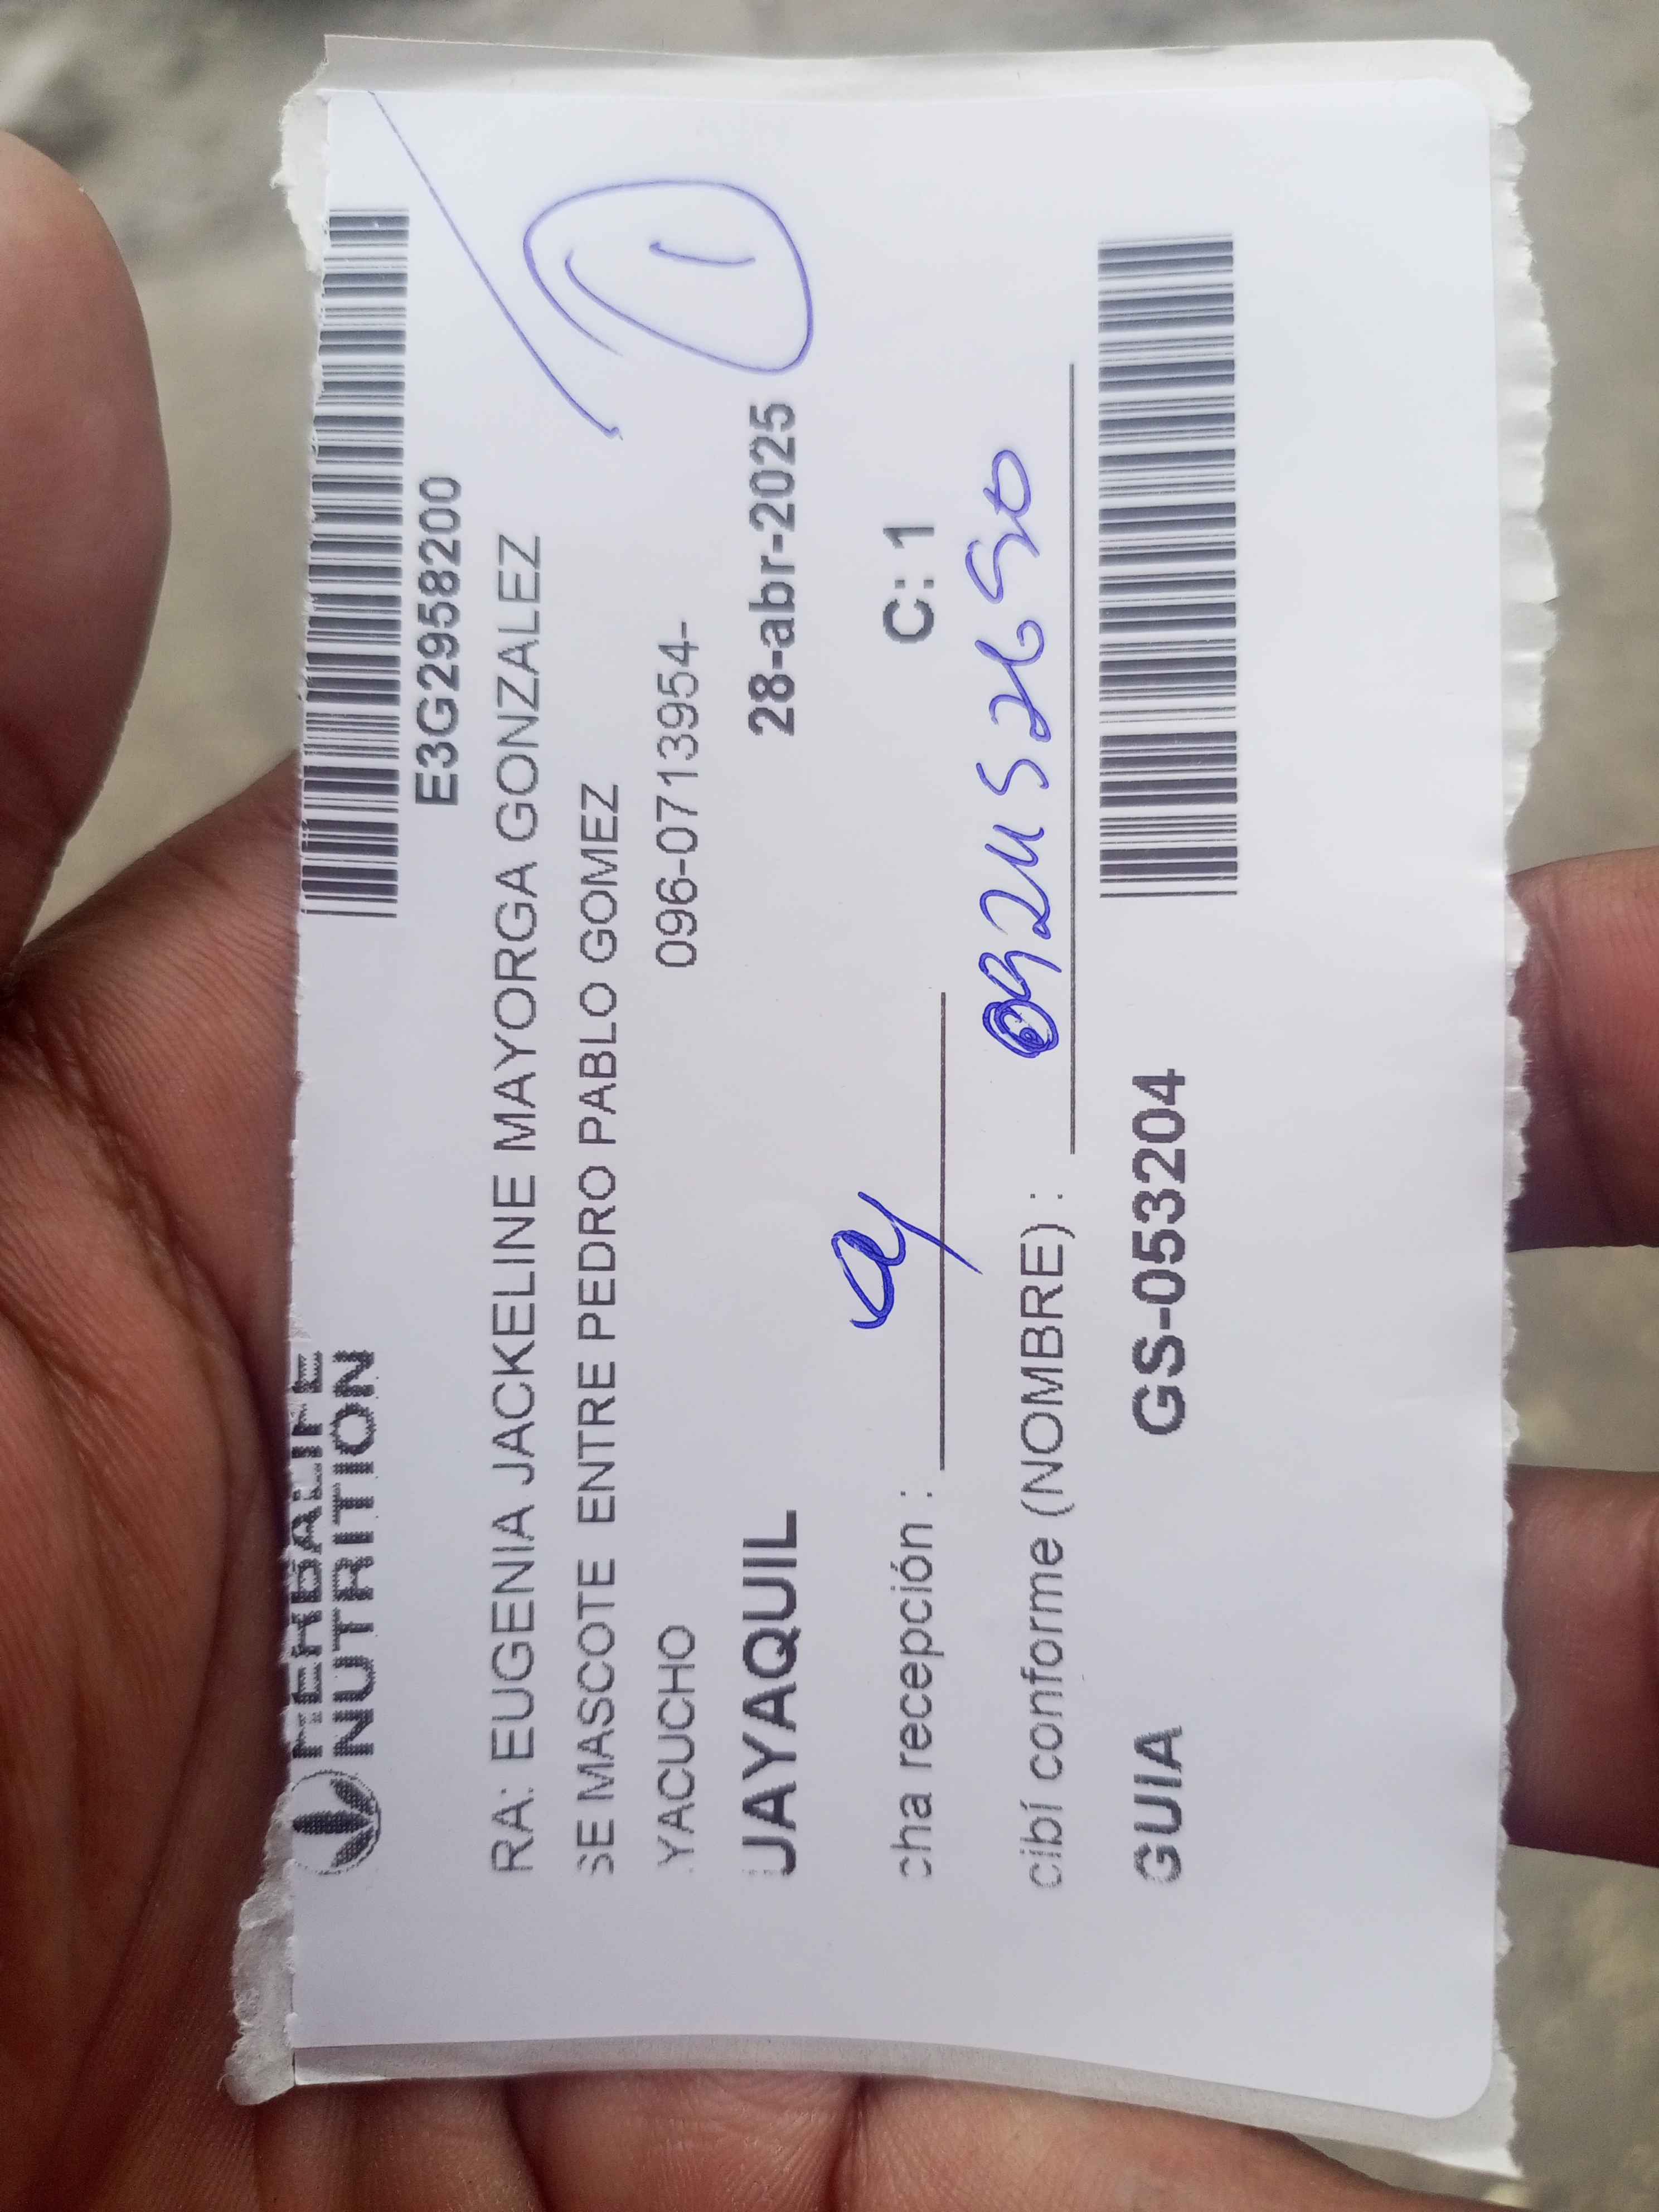 HERBALIFE
NUTRITION
E3G2958200
RA: EUGENIA JACKELINE MAYORGA GONZALEZ
SE MASCOTE ENTRE PEDRO PABLO GOMEZ
YACUCHO 096-0713954-
JAYAQUIL 28-abr-2025
cha recepción : C: 1
cibí conforme (NOMBRE) :
GUIA GS-053204